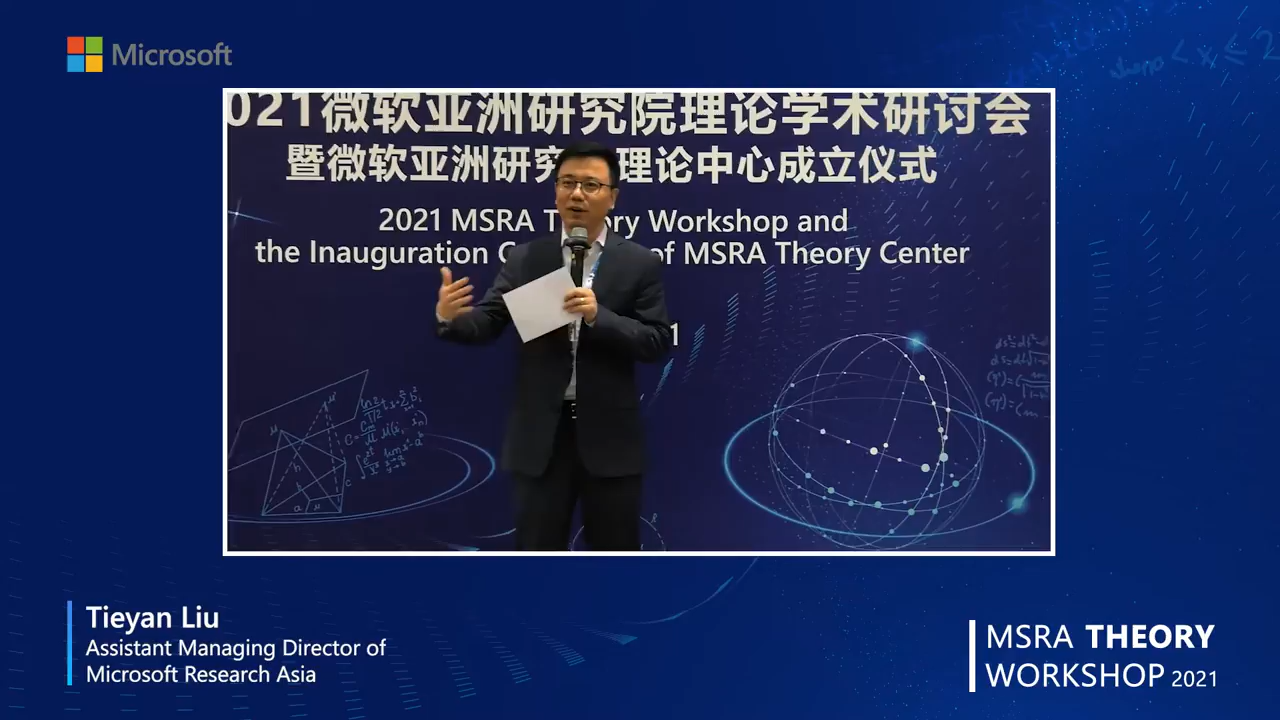 Microsoft
021微软亚洲研究院理论学术研讨会
暨微软亚洲研究 理论中心成立仪式
2021 MSRA T ry Workshop and
the Inauguration C of MSRA Theory Center
1
Tieyan Liu
Assistant Managing Director of
Microsoft Research Asia
MSRA THEORY
WORKSHOP 2021